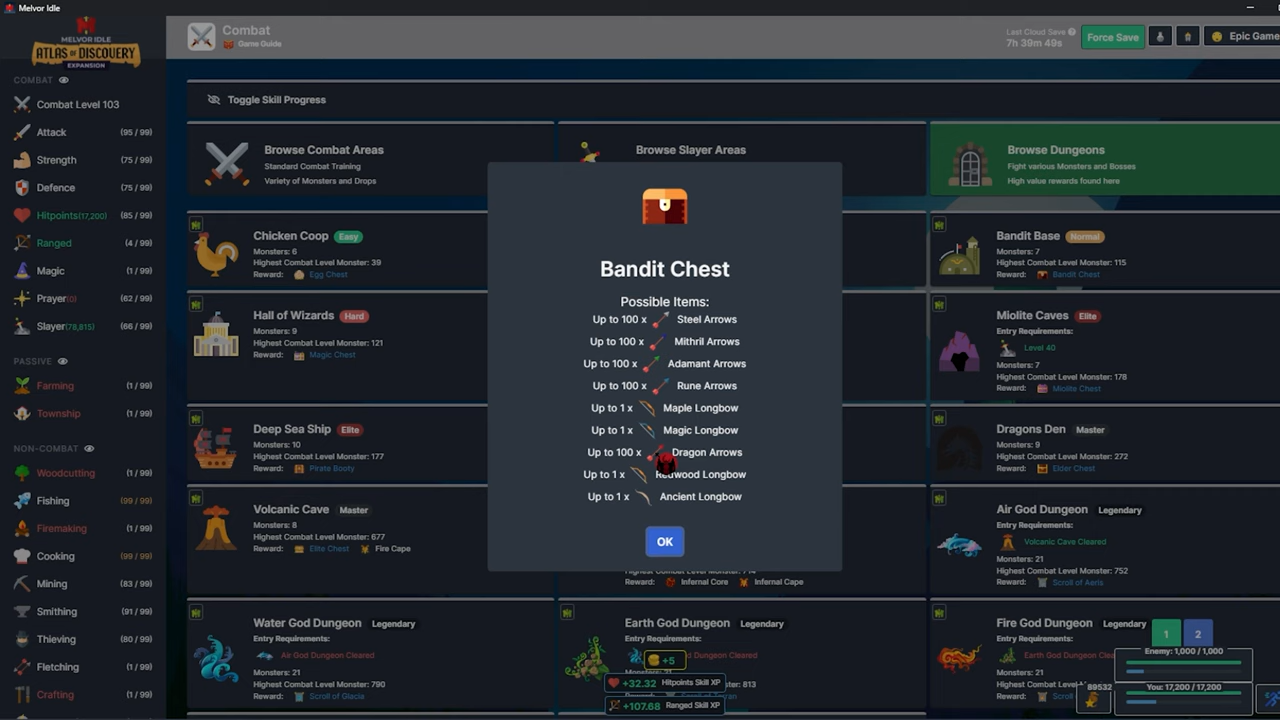 Melvor Idle
MELVOR IDLE
ATLAS OF DISCOVERY
EXPANSION
Combat
Game Guide
Last Cloud Save
7h 39m 49s
Force Save
Epic Game
COMBAT
Combat Level 103
Attack (95 / 99)
Strength (75 / 99)
Defence (75 / 99)
Hitpoints(17,200) (85 / 99)
Ranged (4 / 99)
Magic (1 / 99)
Prayer(0) (62 / 99)
Slayer(78,815) (66 / 99)
PASSIVE
Farming (1 / 99)
Township (1 / 99)
NON-COMBAT
Woodcutting (1 / 99)
Fishing (99 / 99)
Firemaking (1 / 99)
Cooking (99 / 99)
Mining (83 / 99)
Smithing (91 / 99)
Thieving (80 / 99)
Fletching (1 / 99)
Crafting (1 / 99)
Toggle Skill Progress
Browse Combat Areas
Standard Combat Training
Variety of Monsters and Drops
Browse Slayer Areas
Browse Dungeons
Fight various Monsters and Bosses
High value rewards found here
Chicken Coop Easy
Monsters: 6
Highest Combat Level Monster: 39
Reward: Egg Chest
Bandit Base Normal
Monsters: 7
Highest Combat Level Monster: 115
Reward: Bandit Chest
Hall of Wizards Hard
Monsters: 9
Highest Combat Level Monster: 121
Reward: Magic Chest
Miolite Caves Elite
Entry Requirements:
Level 40
Monsters: 7
Highest Combat Level Monster: 178
Reward: Miolite Chest
Deep Sea Ship Elite
Monsters: 10
Highest Combat Level Monster: 177
Reward: Pirate Booty
Dragons Den Master
Monsters: 9
Highest Combat Level Monster: 272
Reward: Elder Chest
Volcanic Cave Master
Monsters: 8
Highest Combat Level Monster: 677
Reward: Elite Chest Fire Cape
Reward: Infernal Core Infernal Cape
Air God Dungeon Legendary
Entry Requirements:
Volcanic Cave Cleared
Monsters: 21
Highest Combat Level Monster: 752
Reward: Scroll of Aeris
Water God Dungeon Legendary
Entry Requirements:
Air God Dungeon Cleared
Monsters: 21
Highest Combat Level Monster: 790
Reward: Scroll of Glacia
Earth God Dungeon Legendary
Entry Requirements:
Dungeon Cleared
813
Fire God Dungeon Legendary
Entry Requirements:
Earth God Dungeon
Monsters: 21
Highest Combat Level
Reward: Scroll
Bandit Chest
Possible Items:
Up to 100 x Steel Arrows
Up to 100 x Mithril Arrows
Up to 100 x Adamant Arrows
Up to 100 x Rune Arrows
Up to 1 x Maple Longbow
Up to 1 x Magic Longbow
Up to 100 x Dragon Arrows
Up to 1 x Redwood Longbow
Up to 1 x Ancient Longbow
OK
+5
+32.32 Hitpoints Skill XP
+107.68 Ranged Skill XP
1 2
Enemy: 1,000 / 1,000
You: 17,200 / 17,200
89532